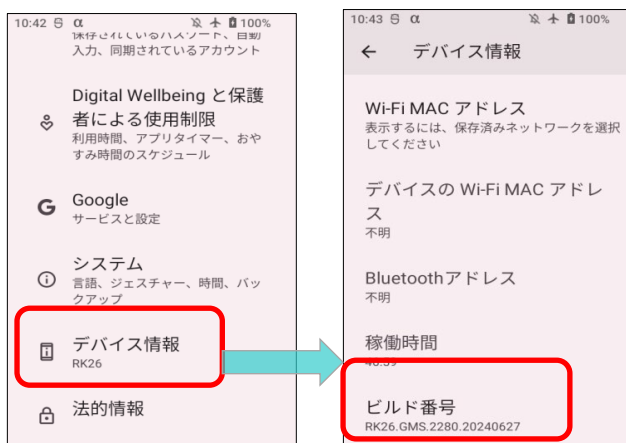 10:42 α 100%
保存されているパスワード、自動
入力、同期されているアカウント
Digital Wellbeing と保護
者による使用制限
利用時間、アプリタイマー、おや
すみ時間のスケジュール
Google
サービスと設定
システム
言語、ジェスチャー、時間、バッ
クアップ
デバイス情報
RK26
法的情報
10:43 α 100%
デバイス情報
Wi-Fi MAC アドレス
表示するには、保存済みネットワークを選択
してください
デバイスの Wi-Fi MAC アドレ
ス
不明
Bluetoothアドレス
不明
稼働時間
ビルド番号
RK26.GMS.2280.20240627